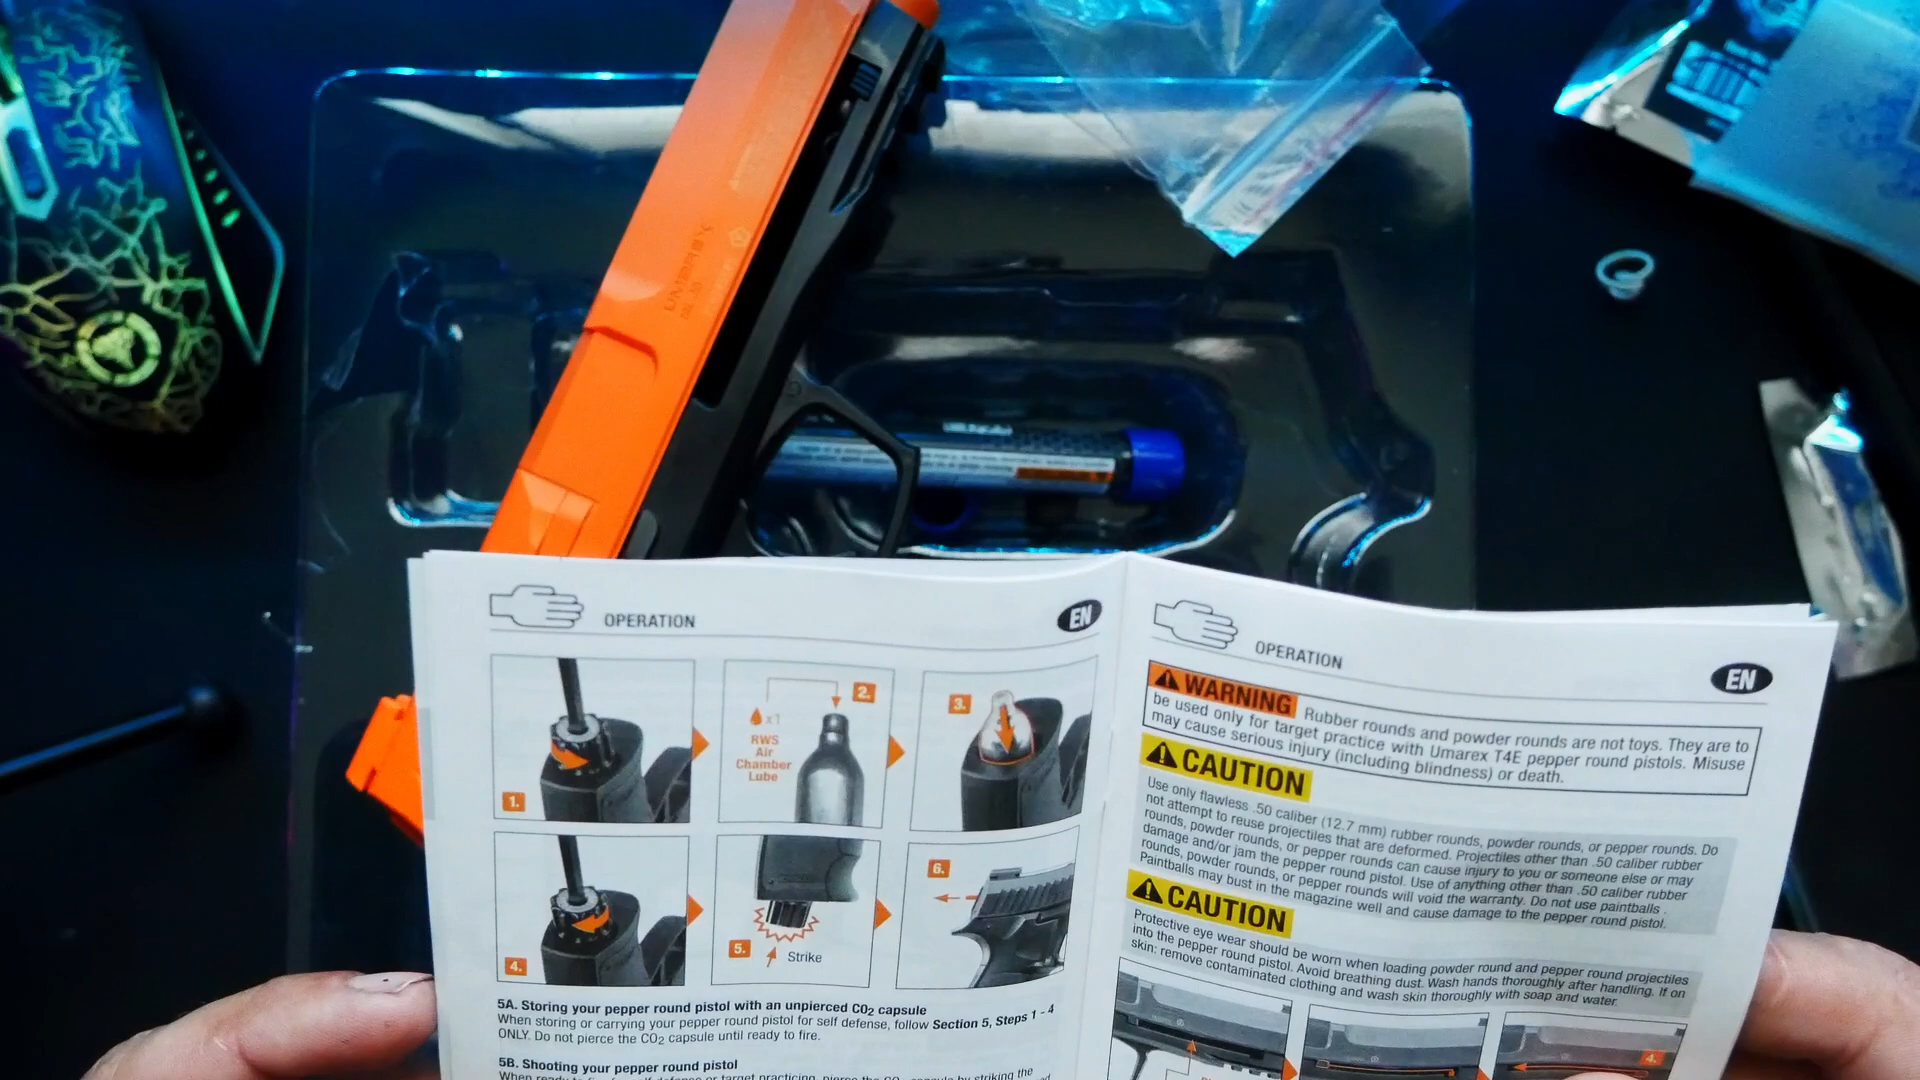 UMAREX
OPERATION
EN
1.
2.
x1
RWS
Air
Chamber
Lube
3.
4.
5.
Strike
6.
5A. Storing your pepper round pistol with an unpierced CO2 capsule
When storing or carrying your pepper round pistol for self defense, follow Section 5, Steps 1 - 4
ONLY. Do not pierce the CO2 capsule until ready to fire.
5B. Shooting your pepper round pistol
OPERATION
EN
WARNING Rubber rounds and powder rounds are not toys. They are to
be used only for target practice with Umarex T4E pepper round pistols. Misuse
may cause serious injury (including blindness) or death.
CAUTION
Use only flawless .50 caliber (12.7 mm) rubber rounds, powder rounds, or pepper rounds. Do
not attempt to reuse projectiles that are deformed. Projectiles other than .50 caliber rubber
rounds, powder rounds, or pepper rounds can cause injury to you or someone else or may
damage and/or jam the pepper round pistol. Use of anything other than .50 caliber rubber
rounds, powder rounds, or pepper rounds will void the warranty. Do not use paintballs .
Paintballs may bust in the magazine well and cause damage to the pepper round pistol.
CAUTION
Protective eye wear should be worn when loading powder round and pepper round projectiles
into the pepper round pistol. Avoid breathing dust. Wash hands thoroughly after handling. If on
skin: remove contaminated clothing and wash skin thoroughly with soap and water.
4.